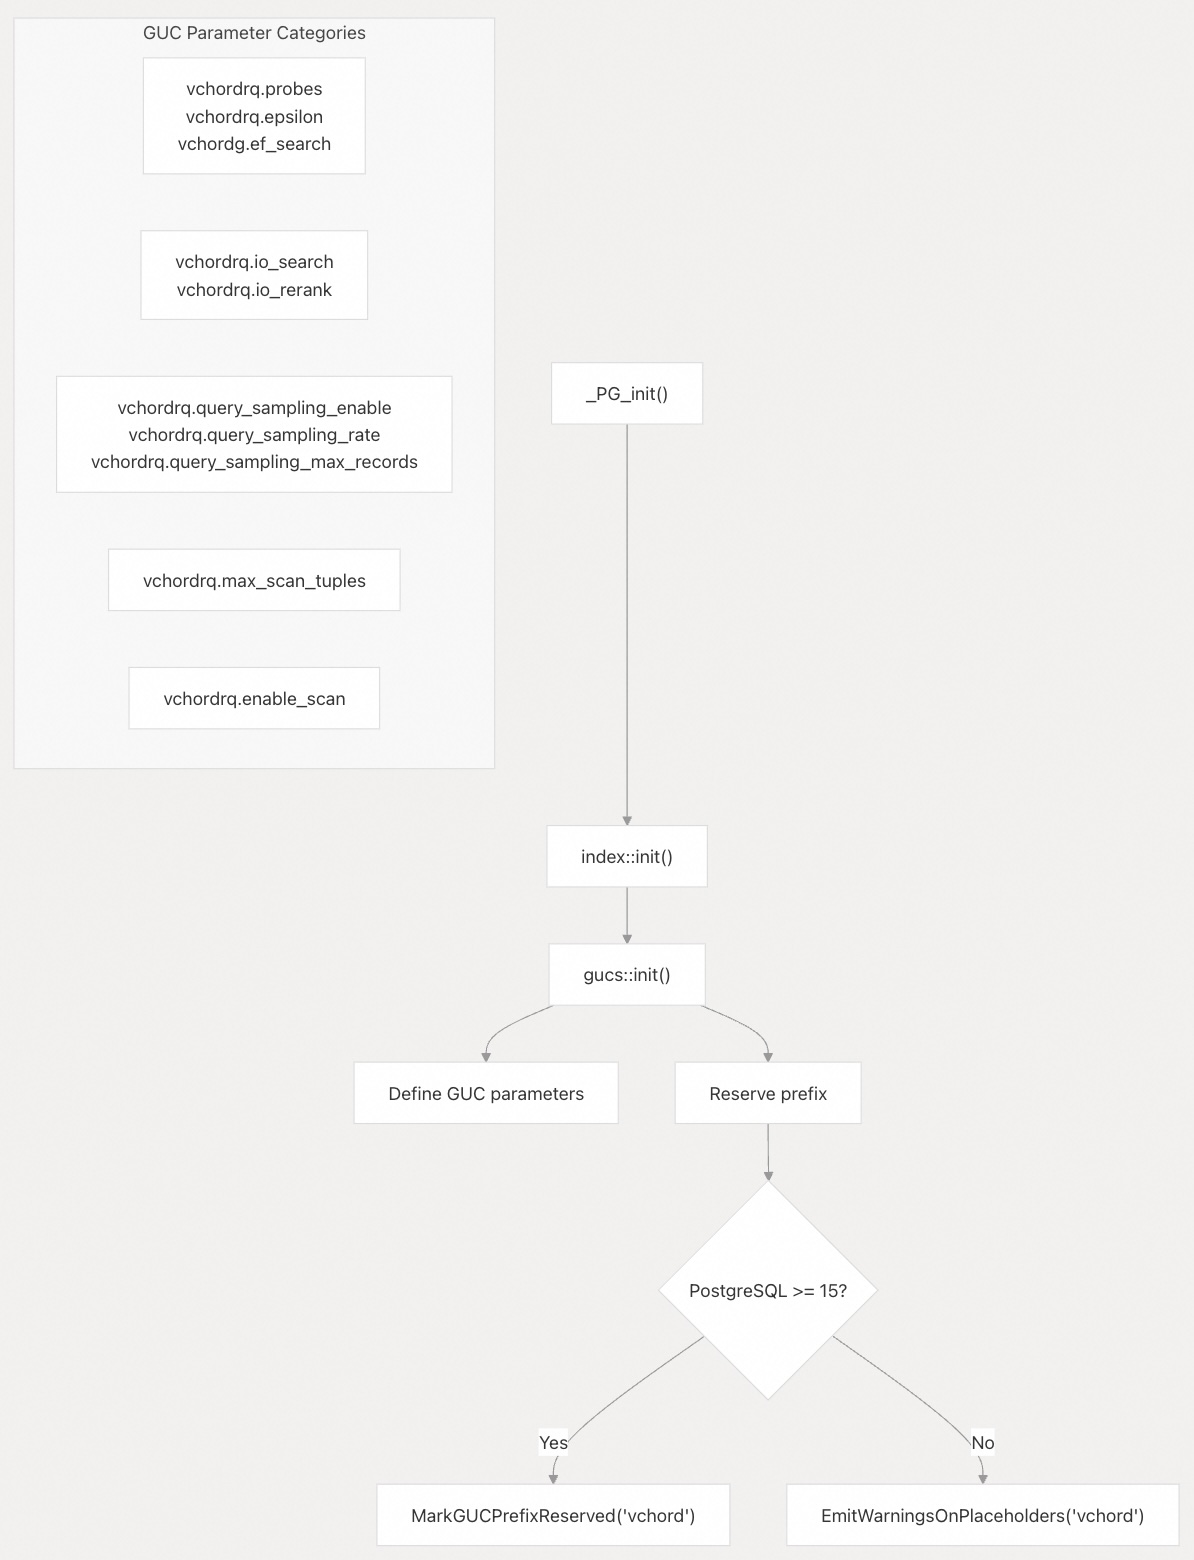 GUC Parameter Categories
vchordrq.probes
vchordrq.epsilon
vchordg.ef_search
vchordrq.io_search
vchordrq.io_rerank
vchordrq.query_sampling_enable
vchordrq.query_sampling_rate
vchordrq.query_sampling_max_records
vchordrq.max_scan_tuples
vchordrq.enable_scan
_PG_init()
index::init()
gucs::init()
Define GUC parameters
Reserve prefix
PostgreSQL >= 15?
Yes
No
MarkGUCPrefixReserved('vchord')
EmitWarningsOnPlaceholders('vchord')